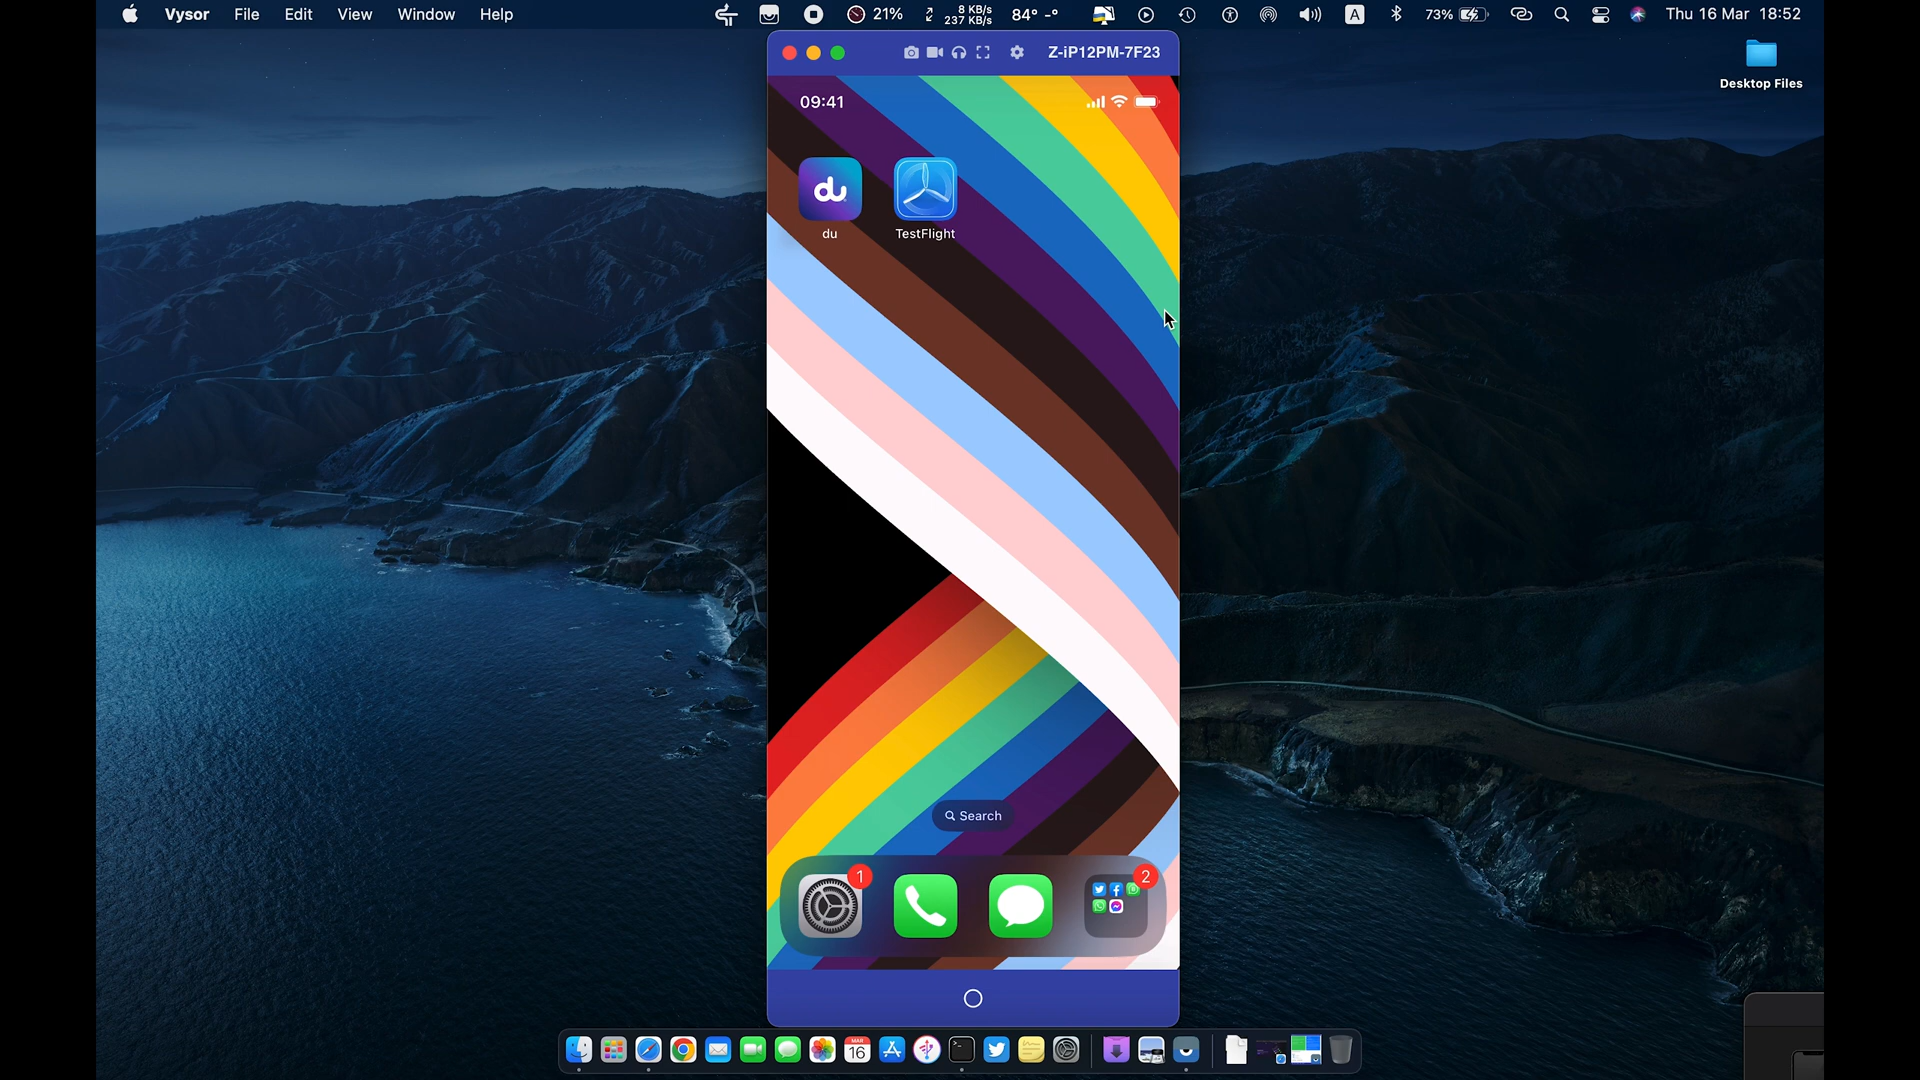 Vysor File Edit View Window Help
21%
8 KB/s
237 KB/s
84° -°
A
73%
Thu 16 Mar 18:52
Z-iP12PM-7F23
Desktop Files
09:41
du
du TestFlight
Search
1
2
MAR
16